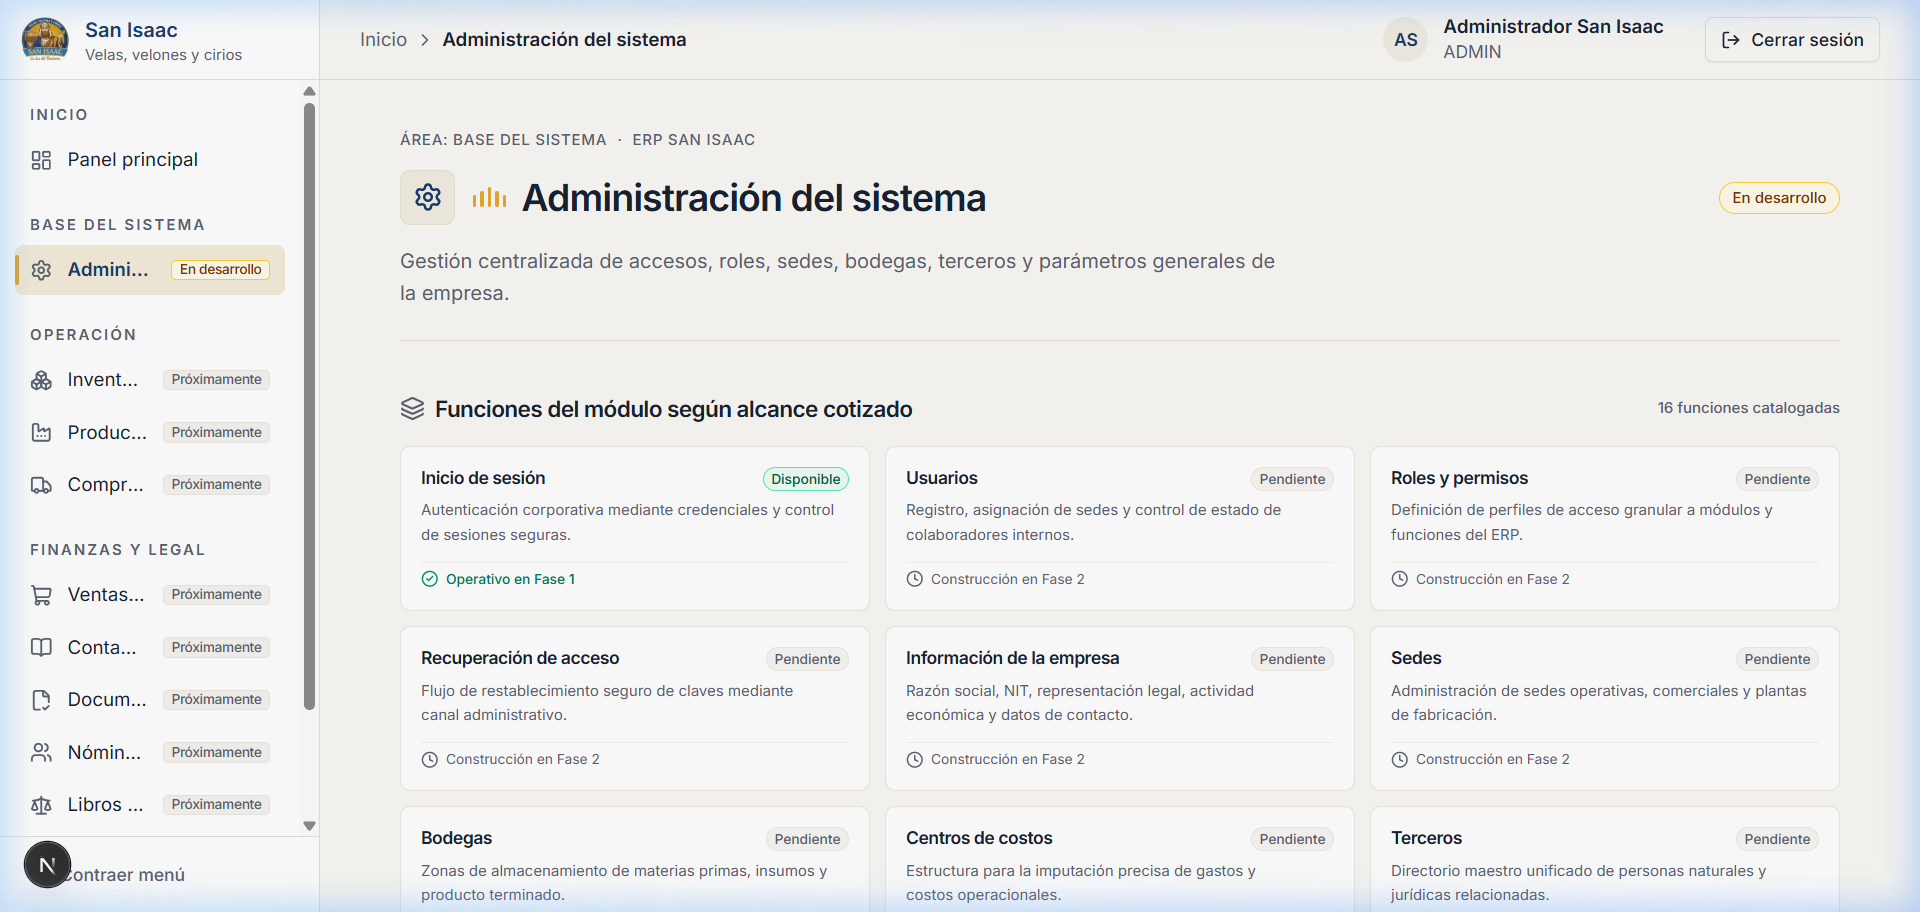 San Isaac
Velas, velones y cirios
Inicio > Administración del sistema
AS
Administrador San Isaac
ADMIN
Cerrar sesión
INICIO
Panel principal
BASE DEL SISTEMA
Admini... En desarrollo
OPERACIÓN
Invent... Próximamente
Produc... Próximamente
Compr... Próximamente
FINANZAS Y LEGAL
Ventas... Próximamente
Conta... Próximamente
Docum... Próximamente
Nómin... Próximamente
Libros ... Próximamente
N
ontraer menú
ÁREA: BASE DEL SISTEMA · ERP SAN ISAAC
Administración del sistema
En desarrollo
Gestión centralizada de accesos, roles, sedes, bodegas, terceros y parámetros generales de
la empresa.
Funciones del módulo según alcance cotizado
16 funciones catalogadas
Inicio de sesión Disponible
Autenticación corporativa mediante credenciales y control
de sesiones seguras.
Operativo en Fase 1
Usuarios Pendiente
Registro, asignación de sedes y control de estado de
colaboradores internos.
Construcción en Fase 2
Roles y permisos Pendiente
Definición de perfiles de acceso granular a módulos y
funciones del ERP.
Construcción en Fase 2
Recuperación de acceso Pendiente
Flujo de restablecimiento seguro de claves mediante
canal administrativo.
Construcción en Fase 2
Información de la empresa Pendiente
Razón social, NIT, representación legal, actividad
económica y datos de contacto.
Construcción en Fase 2
Sedes Pendiente
Administración de sedes operativas, comerciales y plantas
de fabricación.
Construcción en Fase 2
Bodegas Pendiente
Zonas de almacenamiento de materias primas, insumos y
producto terminado.
Centros de costos Pendiente
Estructura para la imputación precisa de gastos y
costos operacionales.
Terceros Pendiente
Directorio maestro unificado de personas naturales y
jurídicas relacionadas.